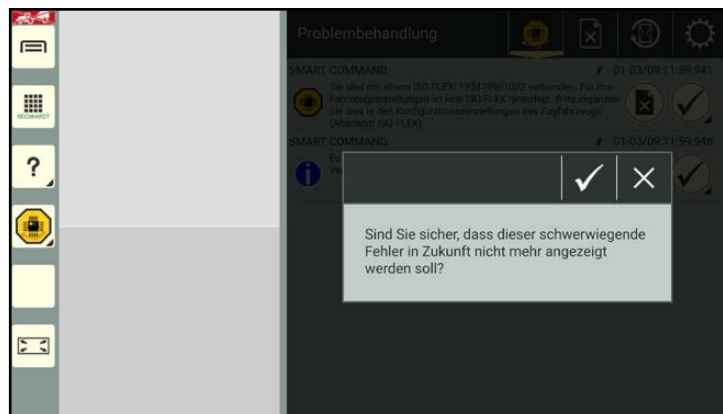 Problembehandlung
SMART COMMAND
01-03/09:11:59:941
Sie sind mit einem ISO FLEX: 193476901022 verbunden. Für Ihre
Fahrzeugeinstellungen ist kein ISO FLEX hinterlegt. Bitte ergänzen
Sie dies in den Konfigurationseinstellungen des Zugfahrzeugs
(Abschnitt ISO FLEX)
SMART COMMAND
01-03/09:11:59:946
Es
REICHHARDT
?
Sind Sie sicher, dass dieser schwerwiegende
Fehler in Zukunft nicht mehr angezeigt
werden soll?